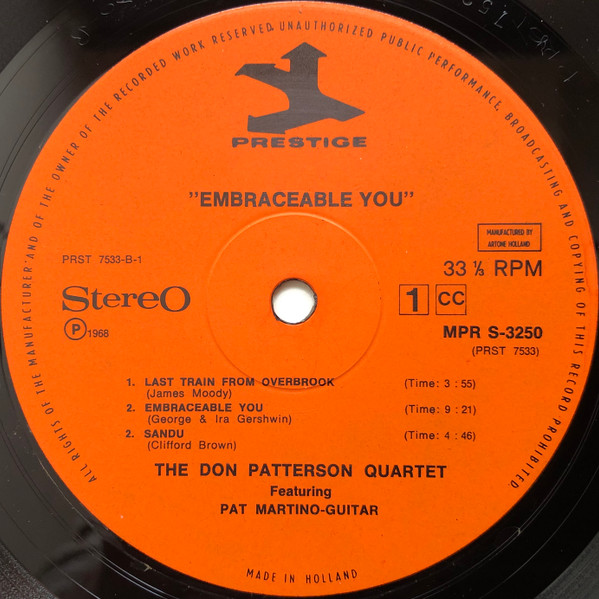 ALL RIGHTS OF THE MANUFACTURER AND OF THE OWNER OF THE RECORDED WORK RESERVED. UNAUTHORIZED PUBLIC PERFORMANCE, BROADCASTING AND COPYING OF THIS RECORD PROHIBITED
PRESTIGE
"EMBRACEABLE YOU"
MANUFACTURED BY
ARTONE HOLLAND
PRST 7533-B-1
33 ⅓ RPM
StereO
1 CC
Ⓟ1968
MPR S-3250
(PRST 7533)
1. LAST TRAIN FROM OVERBROOK (Time: 3 : 55)
(James Moody)
2. EMBRACEABLE YOU (Time: 9 : 21)
(George & Ira Gershwin)
2. SANDU (Time: 4 : 46)
(Clifford Brown)
THE DON PATTERSON QUARTET
Featuring
PAT MARTINO-GUITAR
MADE IN HOLLAND